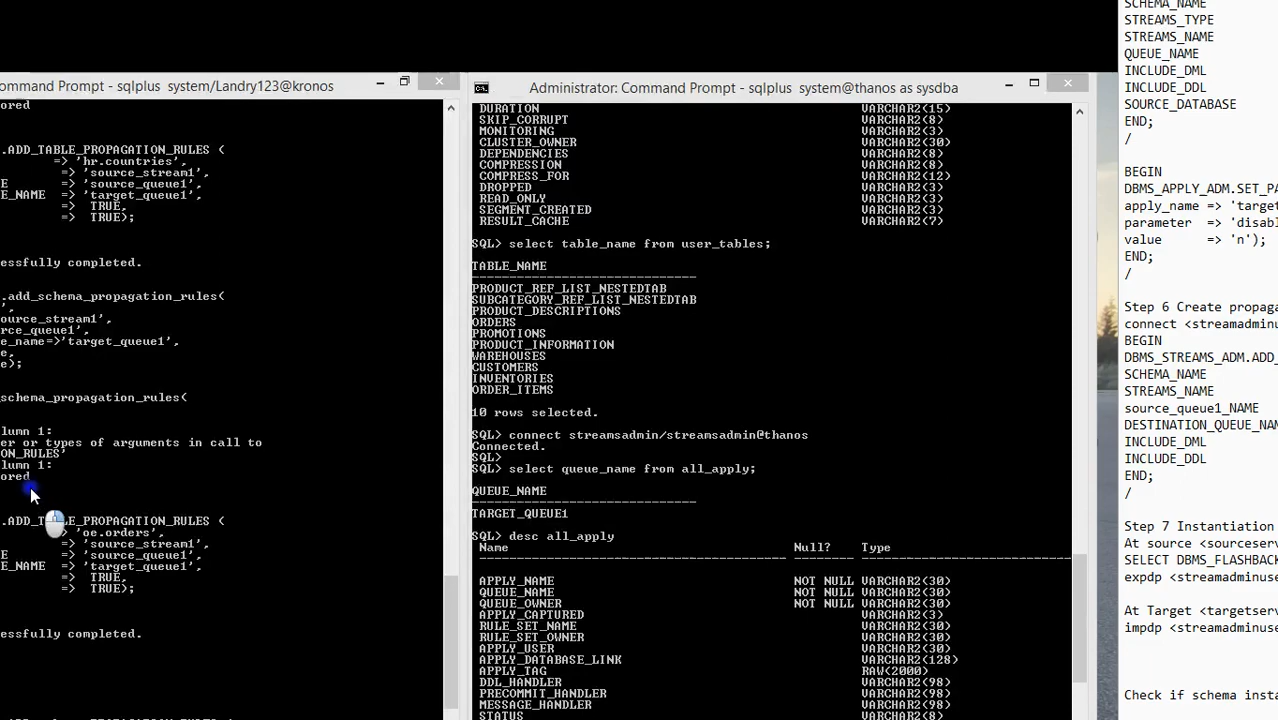 ommand Prompt - sqlplus  system/Landry123@kronos
ored
.ADD_TABLE_PROPAGATION_RULES (
=> 'hr.countries',
=> 'source_stream1',
E => 'source_queue1',
E_NAME => 'target_queue1',
=> TRUE,
=> TRUE);
essfully completed.
.add_schema_propagation_rules(
',
ource_stream1',
rce_queue1',
e_name=>'target_queue1',
e,
e);
_schema_propagation_rules(
lumn 1:
er or types of arguments in call to
ON_RULES'
lumn 1:
ored
.ADD_TABLE_PROPAGATION_RULES (
> 'oe.orders',
=> 'source_stream1',
E => 'source_queue1',
E_NAME => 'target_queue1',
=> TRUE,
=> TRUE);
essfully completed.
Administrator: Command Prompt - sqlplus  system@thanos as sysdba
DURATION VARCHAR2(15)
SKIP_CORRUPT VARCHAR2(8)
MONITORING VARCHAR2(3)
CLUSTER_OWNER VARCHAR2(30)
DEPENDENCIES VARCHAR2(8)
COMPRESSION VARCHAR2(8)
COMPRESS_FOR VARCHAR2(12)
DROPPED VARCHAR2(3)
READ_ONLY VARCHAR2(3)
SEGMENT_CREATED VARCHAR2(3)
RESULT_CACHE VARCHAR2(7)
SQL> select table_name from user_tables;
TABLE_NAME
------------------------------
PRODUCT_REF_LIST_NESTEDTAB
SUBCATEGORY_REF_LIST_NESTEDTAB
PRODUCT_DESCRIPTIONS
ORDERS
PROMOTIONS
PRODUCT_INFORMATION
WAREHOUSES
CUSTOMERS
INVENTORIES
ORDER_ITEMS
10 rows selected.
SQL> connect streamsadmin/streamsadmin@thanos
Connected.
SQL>
SQL> select queue_name from all_apply;
QUEUE_NAME
------------------------------
TARGET_QUEUE1
SQL> desc all_apply
Name Null? Type
APPLY_NAME NOT NULL VARCHAR2(30)
QUEUE_NAME NOT NULL VARCHAR2(30)
QUEUE_OWNER NOT NULL VARCHAR2(30)
APPLY_CAPTURED VARCHAR2(3)
RULE_SET_NAME VARCHAR2(30)
RULE_SET_OWNER VARCHAR2(30)
APPLY_USER VARCHAR2(30)
APPLY_DATABASE_LINK VARCHAR2(128)
APPLY_TAG RAW(2000)
DDL_HANDLER VARCHAR2(98)
PRECOMMIT_HANDLER VARCHAR2(98)
MESSAGE_HANDLER VARCHAR2(98)
STATUS VARCHAR2(8)
SCHEMA_NAME
STREAMS_TYPE
STREAMS_NAME
QUEUE_NAME
INCLUDE_DML
INCLUDE_DDL
SOURCE_DATABASE
END;
/
BEGIN
DBMS_APPLY_ADM.SET_PA
apply_name => 'target
parameter => 'disabl
value => 'n');
END;
/
Step 6 Create propaga
connect <streamadminu
BEGIN
DBMS_STREAMS_ADM.ADD_
SCHEMA_NAME
STREAMS_NAME
source_queue1_NAME
DESTINATION_QUEUE_NAM
INCLUDE_DML
INCLUDE_DDL
END;
/
Step 7 Instantiation
At source <sourceserv
SELECT DBMS_FLASHBACK
expdp <streamadminuse
At Target <targetserv
impdp <streamadminuse
Check if schema insta